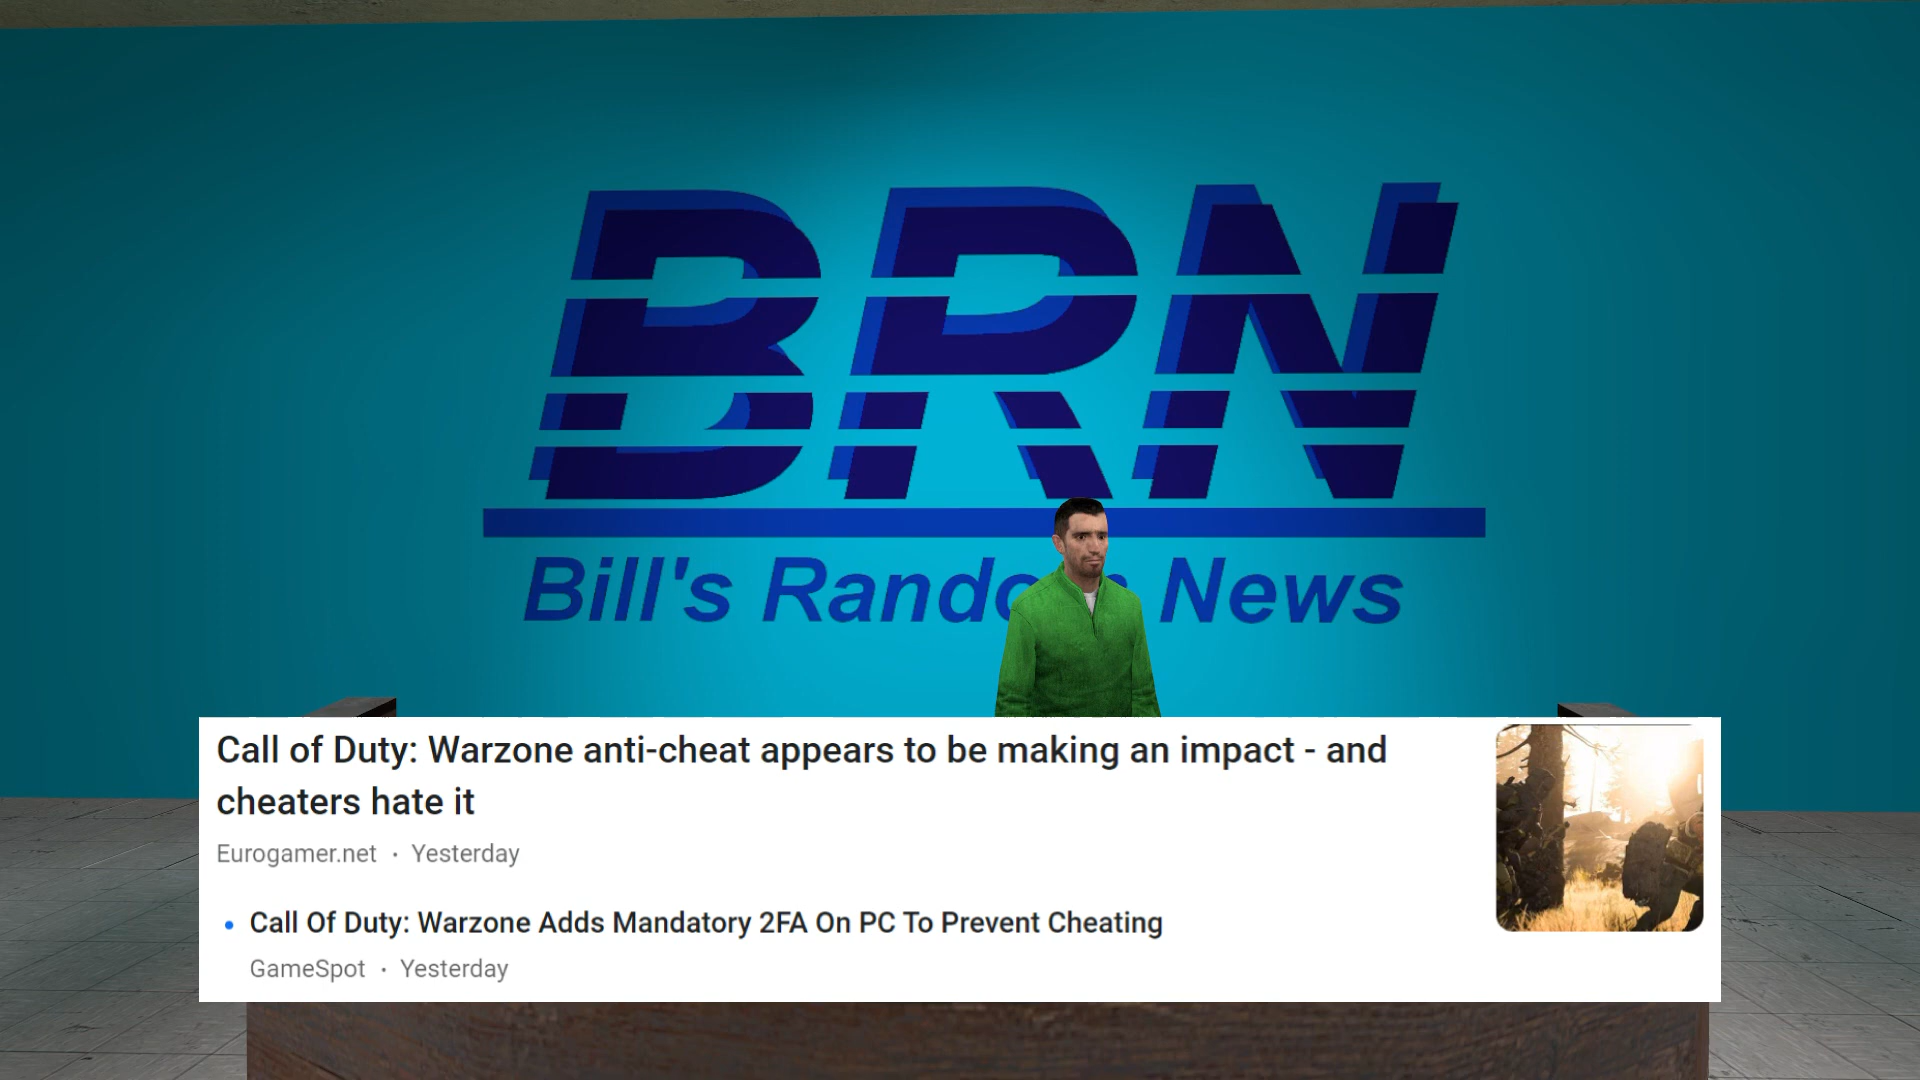 BRN
Bill's Random News
Call of Duty: Warzone anti-cheat appears to be making an impact - and
cheaters hate it
Eurogamer.net · Yesterday
• Call Of Duty: Warzone Adds Mandatory 2FA On PC To Prevent Cheating
GameSpot · Yesterday